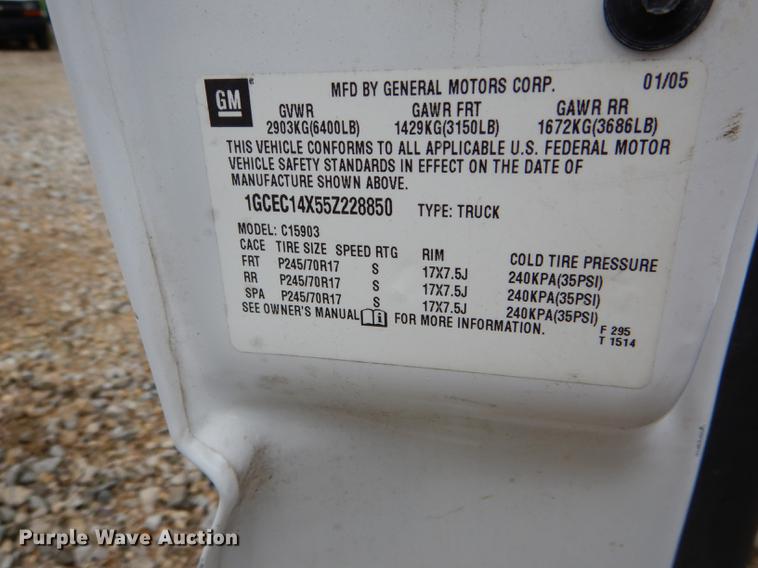 GM
MFD BY GENERAL MOTORS CORP. 01/05
GVWR GAWR FRT GAWR RR
2903KG(6400LB) 1429KG(3150LB) 1672KG(3686LB)
THIS VEHICLE CONFORMS TO ALL APPLICABLE U.S. FEDERAL MOTOR
VEHICLE SAFETY STANDARDS IN EFFECT ON THE DATE OF
MANUFACTURE SHOWN ABOVE.
1GCEC14X55Z228850 TYPE: TRUCK
MODEL: C15903
CACE TIRE SIZE SPEED RTG RIM COLD TIRE PRESSURE
FRT P245/70R17 S 17X7.5J 240KPA(35PSI)
RR P245/70R17 S 17X7.5J 240KPA(35PSI)
SPA P245/70R17 S 17X7.5J 240KPA(35PSI)
SEE OWNER'S MANUAL i FOR MORE INFORMATION. F 295
T 1514
Purple Wave Auction